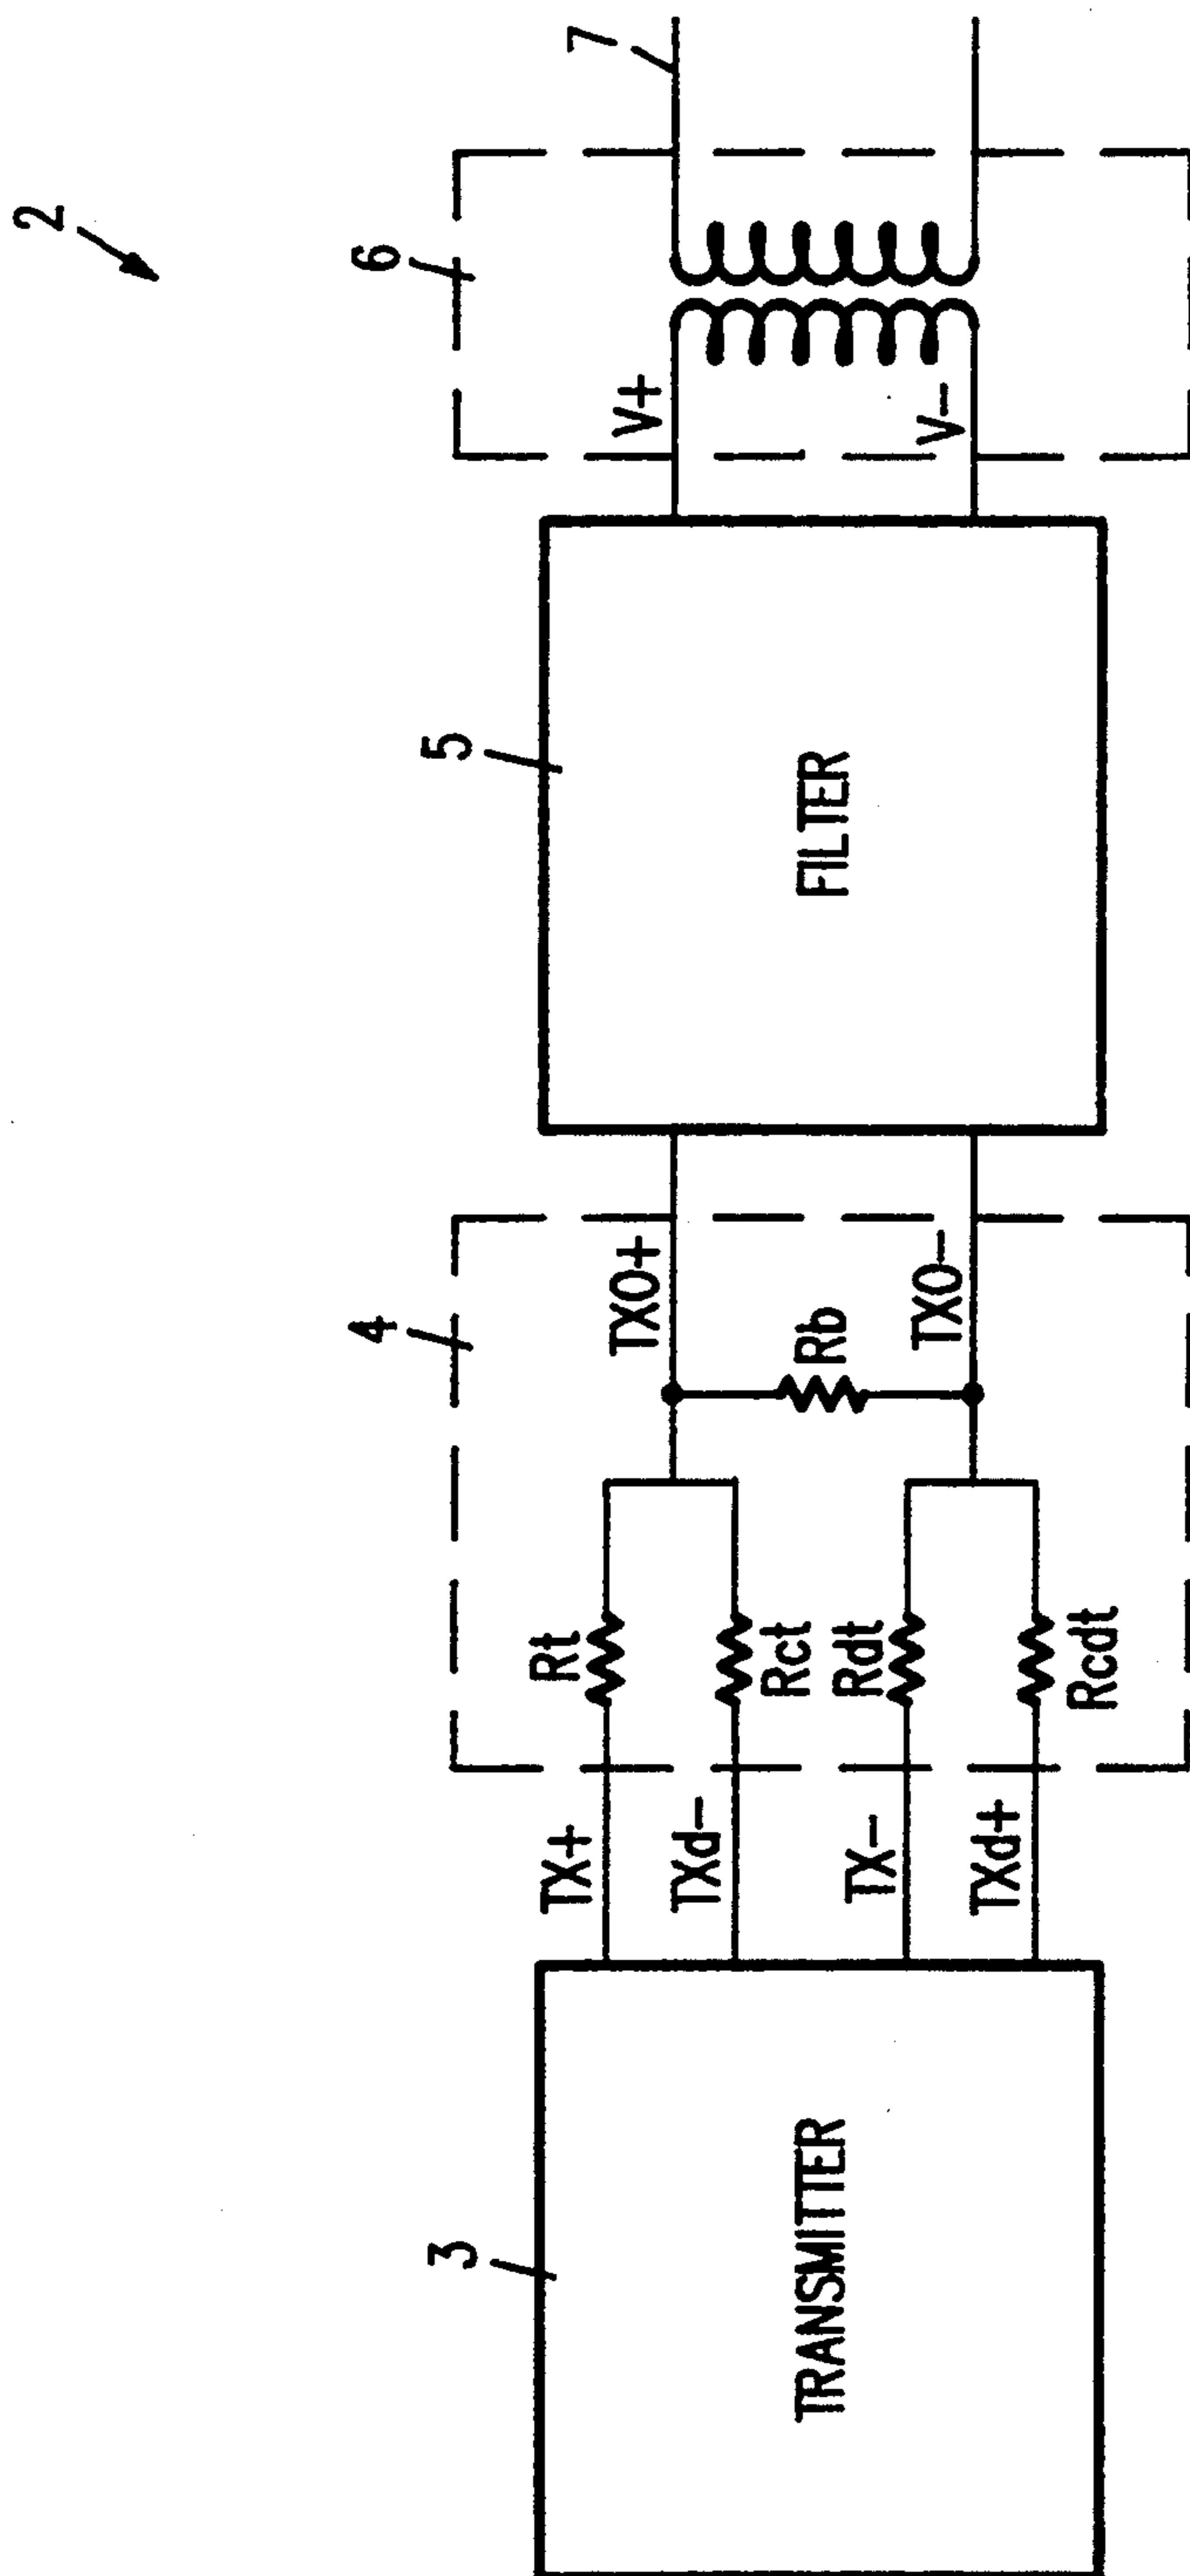 2
3
TRANSMITTER
TX+
TXd-
TX-
TXd+
4
Rt
Rct
Rdt
Rcdt
Rb
TXO+
TXO-
5
FILTER
6
V+
V-
7